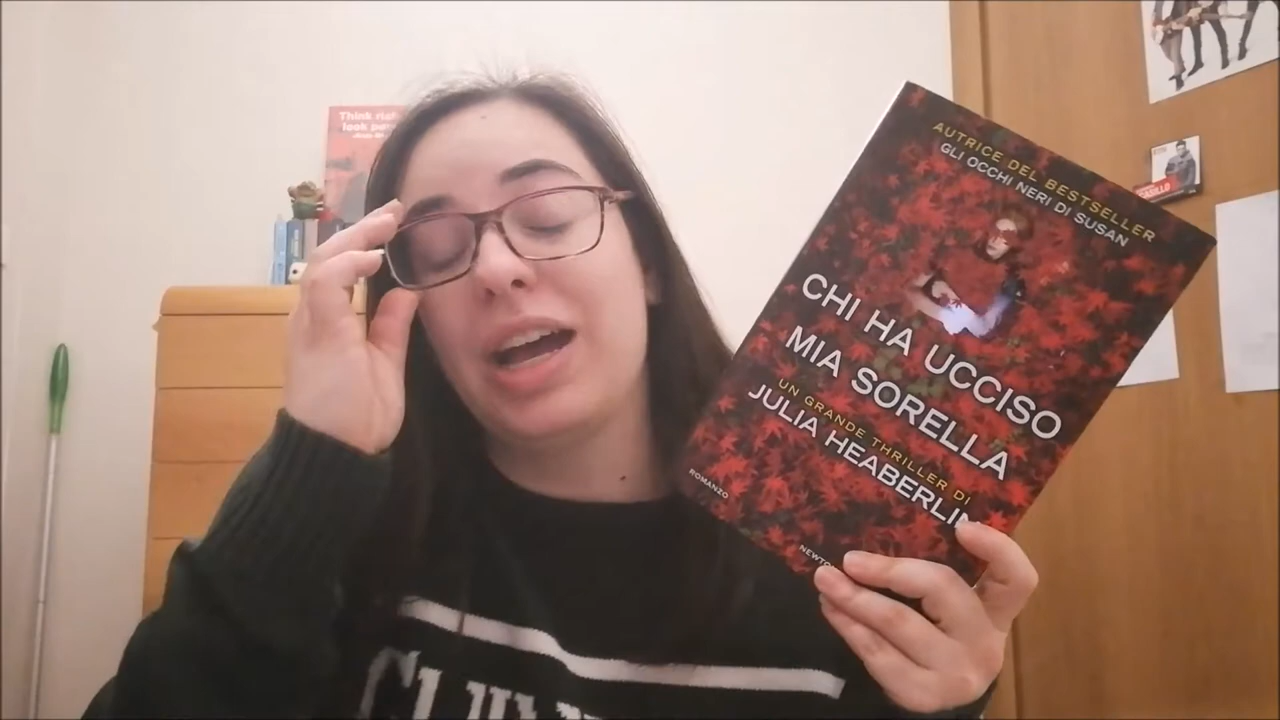 Think
look
AUTRICE DEL BESTSELLER
GLI OCCHI NERI DI SUSAN
CHI HA UCCISO
MIA SORELLA
UN GRANDE THRILLER DI
JULIA HEABERLIN
ROMANZO